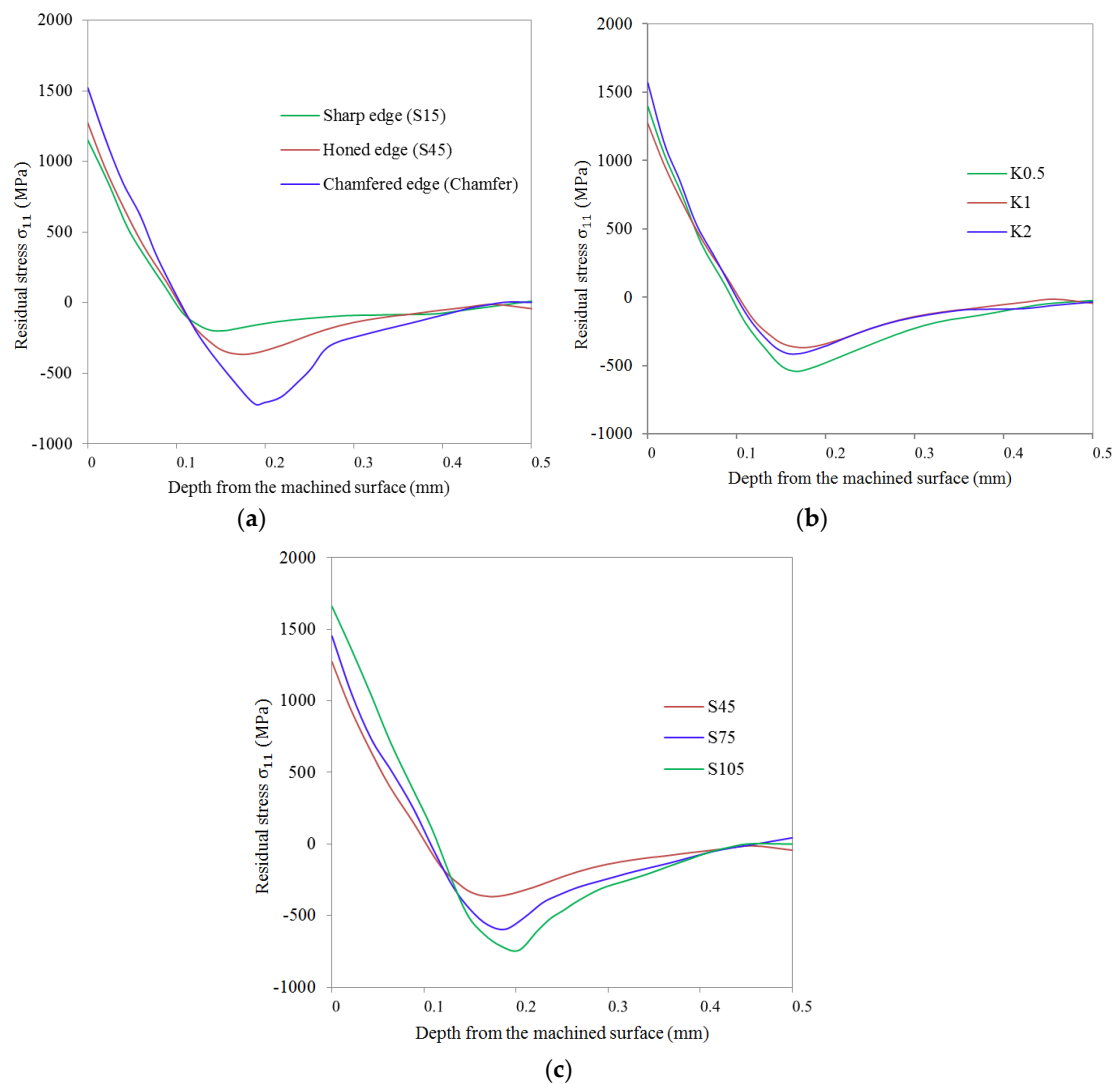 2000
1500
1000
500
0
-500
-1000
Residual stress σ₁₁ (MPa)
Sharp edge (S15)
Honed edge (S45)
Chamfered edge (Chamfer)
0 0.1 0.2 0.3 0.4 0.5
Depth from the machined surface (mm)
(a)
2000
1500
1000
500
0
-500
-1000
Residual stress σ₁₁ (MPa)
K0.5
K1
K2
0 0.1 0.2 0.3 0.4 0.5
Depth from the machined surface (mm)
(b)
2000
1500
1000
500
0
-500
-1000
Residual stress σ₁₁ (MPa)
S45
S75
S105
0 0.1 0.2 0.3 0.4 0.5
Depth from the machined surface (mm)
(c)